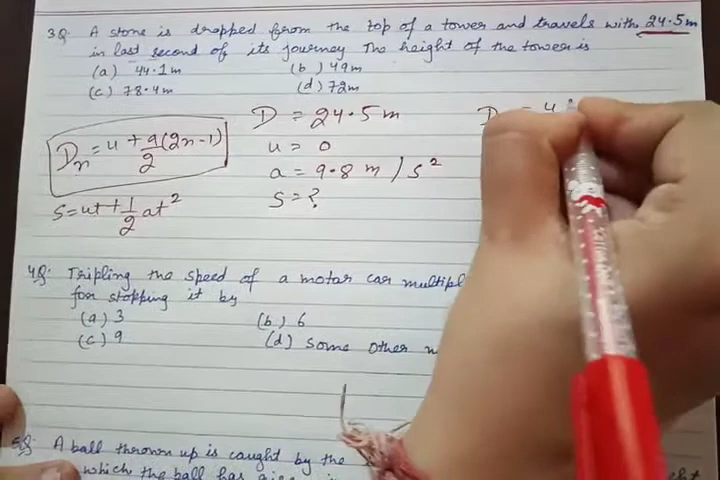 3Q. A stone is dropped from the top of a tower and travels with 24.5m
in last second of its journey The height of the tower is
(a) 44.1m (b) 49m
(c) 78.4m (d) 72m
Dn = u + a/2 (2n-1)
D = 24.5m
u = 0
a = 9.8 m/s²
s = ?
s = ut + 1/2 at²
D = u
4Q. Tripling the speed of a motar car multipl
for stopping it by
(a) 3 (b) 6
(c) 9 (d) Some other
5Q. A ball thrown up is caught by the
which the ball has